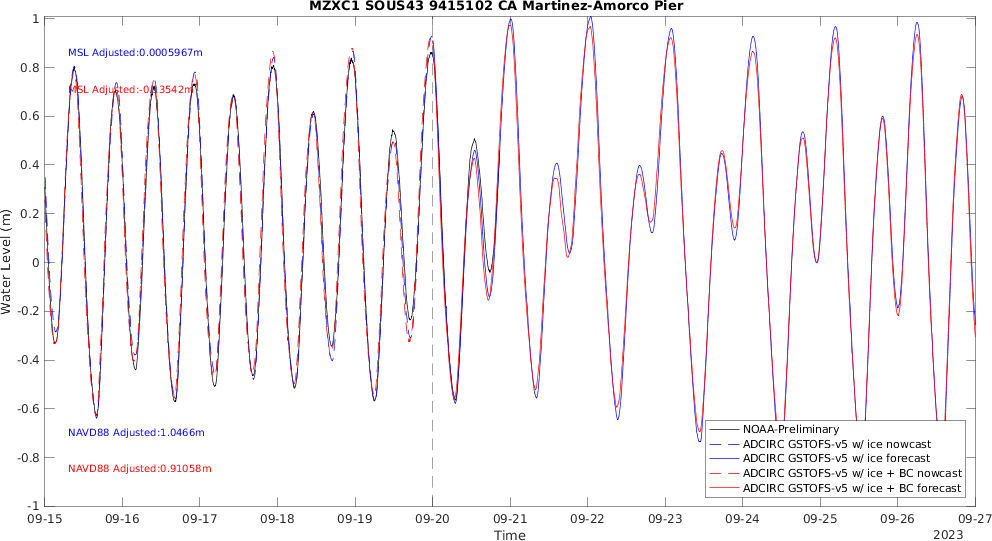 MZXC1 SOUS43 9415102 CA Martinez-Amorco Pier
MSL Adjusted:0.0005967m
MSL Adjusted:-0.13542m
NAVD88 Adjusted:1.0466m
NAVD88 Adjusted:0.91058m
Water Level (m)
1
0.8
0.6
0.4
0.2
0
-0.2
-0.4
-0.6
-0.8
-1
NOAA-Preliminary
ADCIRC GSTOFS-v5 w/ ice nowcast
ADCIRC GSTOFS-v5 w/ ice forecast
ADCIRC GSTOFS-v5 w/ ice + BC nowcast
ADCIRC GSTOFS-v5 w/ ice + BC forecast
09-15 09-16 09-17 09-18 09-19 09-20 09-21 09-22 09-23 09-24 09-25 09-26 09-27
Time
2023